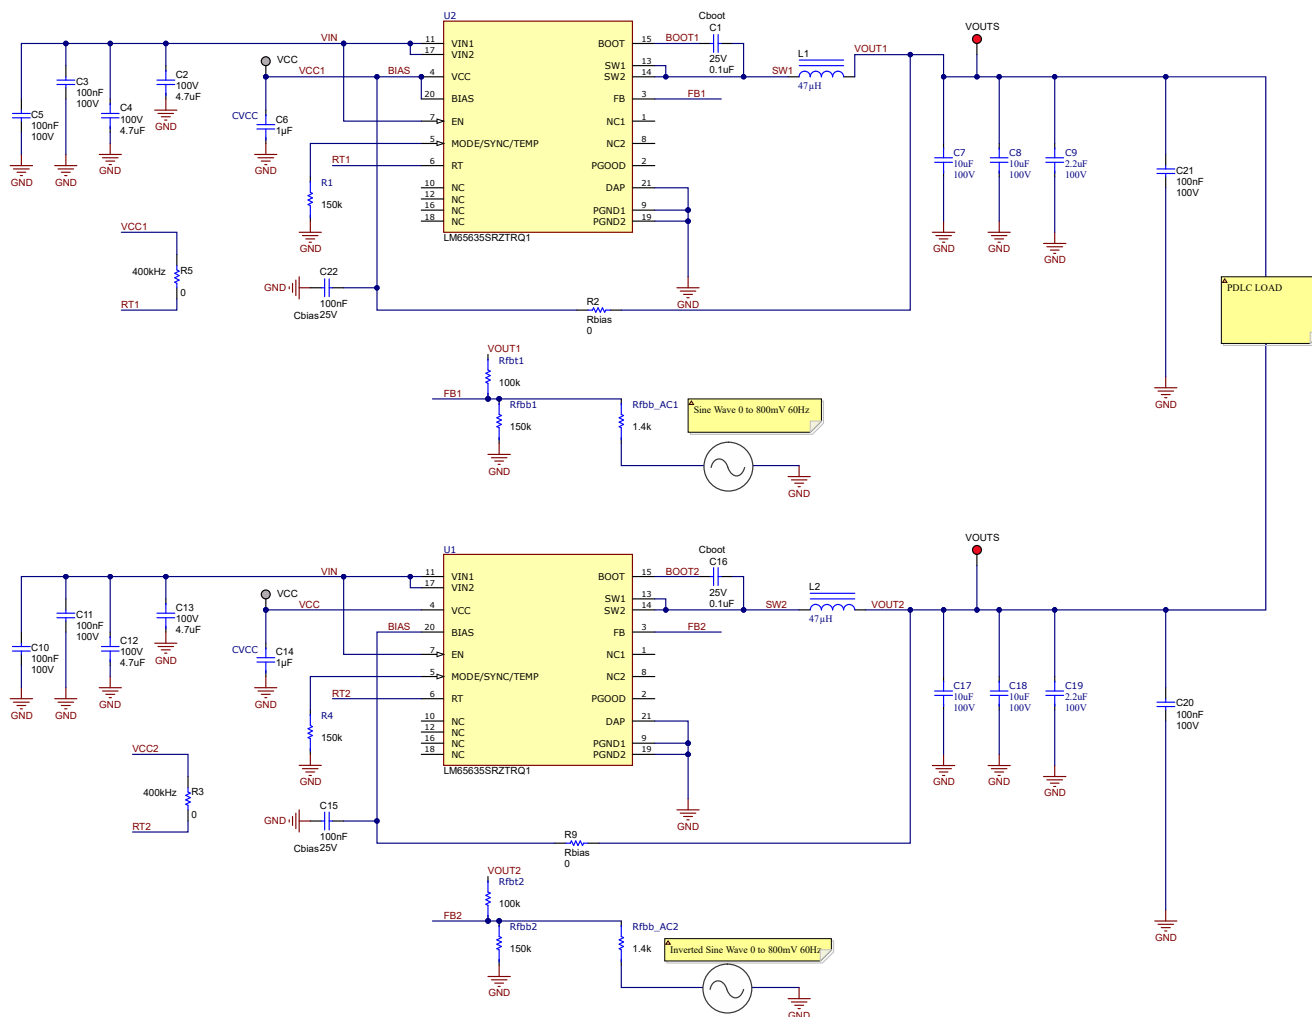 U2
VIN
11
VIN1
17
VIN2
VCC
VCC1
BIAS
4
VCC
20
BIAS
7
EN
5
MODE/SYNC/TEMP
RT1
6
RT
10
NC
12
NC
16
NC
18
NC
BOOT
15
BOOT1
SW1
13
SW2
14
FB
3
FB1
NC1
1
NC2
8
PGOOD
2
DAP
21
PGND1
9
PGND2
19
LM65635SRZTRQ1
Cboot
C1
25V
0.1uF
SW1
L1
47µH
VOUT1
VOUTS
C5
100nF
100V
GND
C3
100nF
100V
GND
C4
100V
4.7uF
GND
C2
100V
4.7uF
GND
CVCC
C6
1µF
GND
R1
150k
GND
VCC1
400kHz
R5
0
RT1
GND
C22
100nF
Cbias
25V
R2
Rbias
0
GND
C7
10uF
100V
GND
C8
10uF
100V
GND
C9
2.2uF
100V
GND
C21
100nF
100V
GND
PDLC LOAD
VOUT1
Rfbt1
100k
FB1
Rfbb1
150k
GND
Rfbb_AC1
1.4k
Sine Wave 0 to 800mV 60Hz
GND
U1
VIN
11
VIN1
17
VIN2
VCC
VCC
4
VCC
BIAS
20
BIAS
7
EN
5
MODE/SYNC/TEMP
RT2
6
RT
10
NC
12
NC
16
NC
18
NC
BOOT
15
BOOT2
SW1
13
SW2
14
FB
3
FB2
NC1
1
NC2
8
PGOOD
2
DAP
21
PGND1
9
PGND2
19
LM65635SRZTRQ1
Cboot
C16
25V
0.1uF
SW2
L2
47µH
VOUT2
VOUTS
C10
100nF
100V
GND
C11
100nF
100V
GND
C12
100V
4.7uF
GND
C13
100V
4.7uF
GND
CVCC
C14
1µF
GND
R4
150k
GND
VCC2
400kHz
R3
0
RT2
GND
C15
100nF
Cbias
25V
R9
Rbias
0
GND
C17
10uF
100V
GND
C18
10uF
100V
GND
C19
2.2uF
100V
GND
C20
100nF
100V
GND
VOUT2
Rfbt2
100k
FB2
Rfbb2
150k
GND
Rfbb_AC2
1.4k
Inverted Sine Wave 0 to 800mV 60Hz
GND